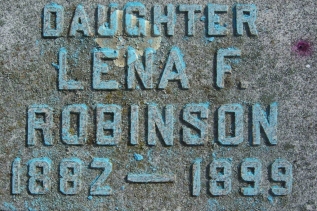 DAUGHTER
LENA F.
ROBINSON
1882 — 1899